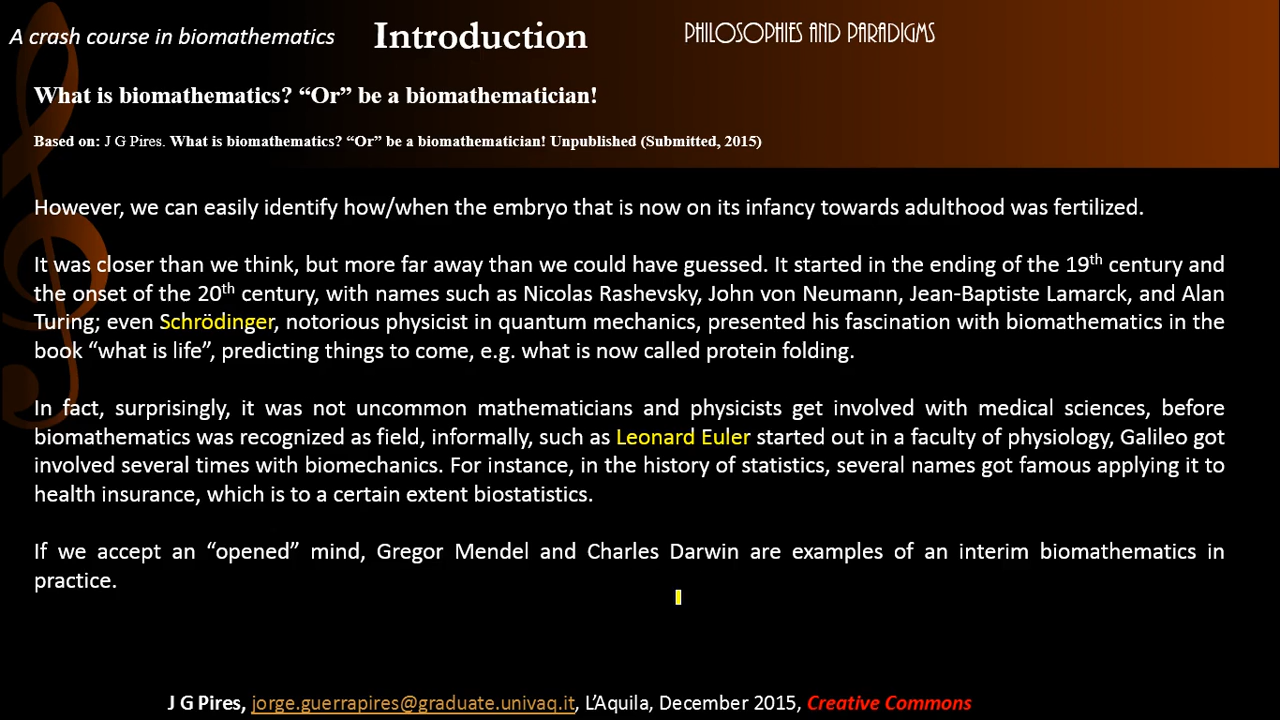 A crash course in biomathematics
Introduction
PHILOSOPHIES AND PARADIGMS
What is biomathematics? “Or” be a biomathematician!
Based on: J G Pires. What is biomathematics? “Or” be a biomathematician! Unpublished (Submitted, 2015)
However, we can easily identify how/when the embryo that is now on its infancy towards adulthood was fertilized.
It was closer than we think, but more far away than we could have guessed. It started in the ending of the 19th century and
the onset of the 20th century, with names such as Nicolas Rashevsky, John von Neumann, Jean-Baptiste Lamarck, and Alan
Turing; even Schrödinger, notorious physicist in quantum mechanics, presented his fascination with biomathematics in the
book “what is life”, predicting things to come, e.g. what is now called protein folding.
In fact, surprisingly, it was not uncommon mathematicians and physicists get involved with medical sciences, before
biomathematics was recognized as field, informally, such as Leonard Euler started out in a faculty of physiology, Galileo got
involved several times with biomechanics. For instance, in the history of statistics, several names got famous applying it to
health insurance, which is to a certain extent biostatistics.
If we accept an “opened” mind, Gregor Mendel and Charles Darwin are examples of an interim biomathematics in
practice.
J G Pires, jorge.guerrapires@graduate.univaq.it, L’Aquila, December 2015, Creative Commons